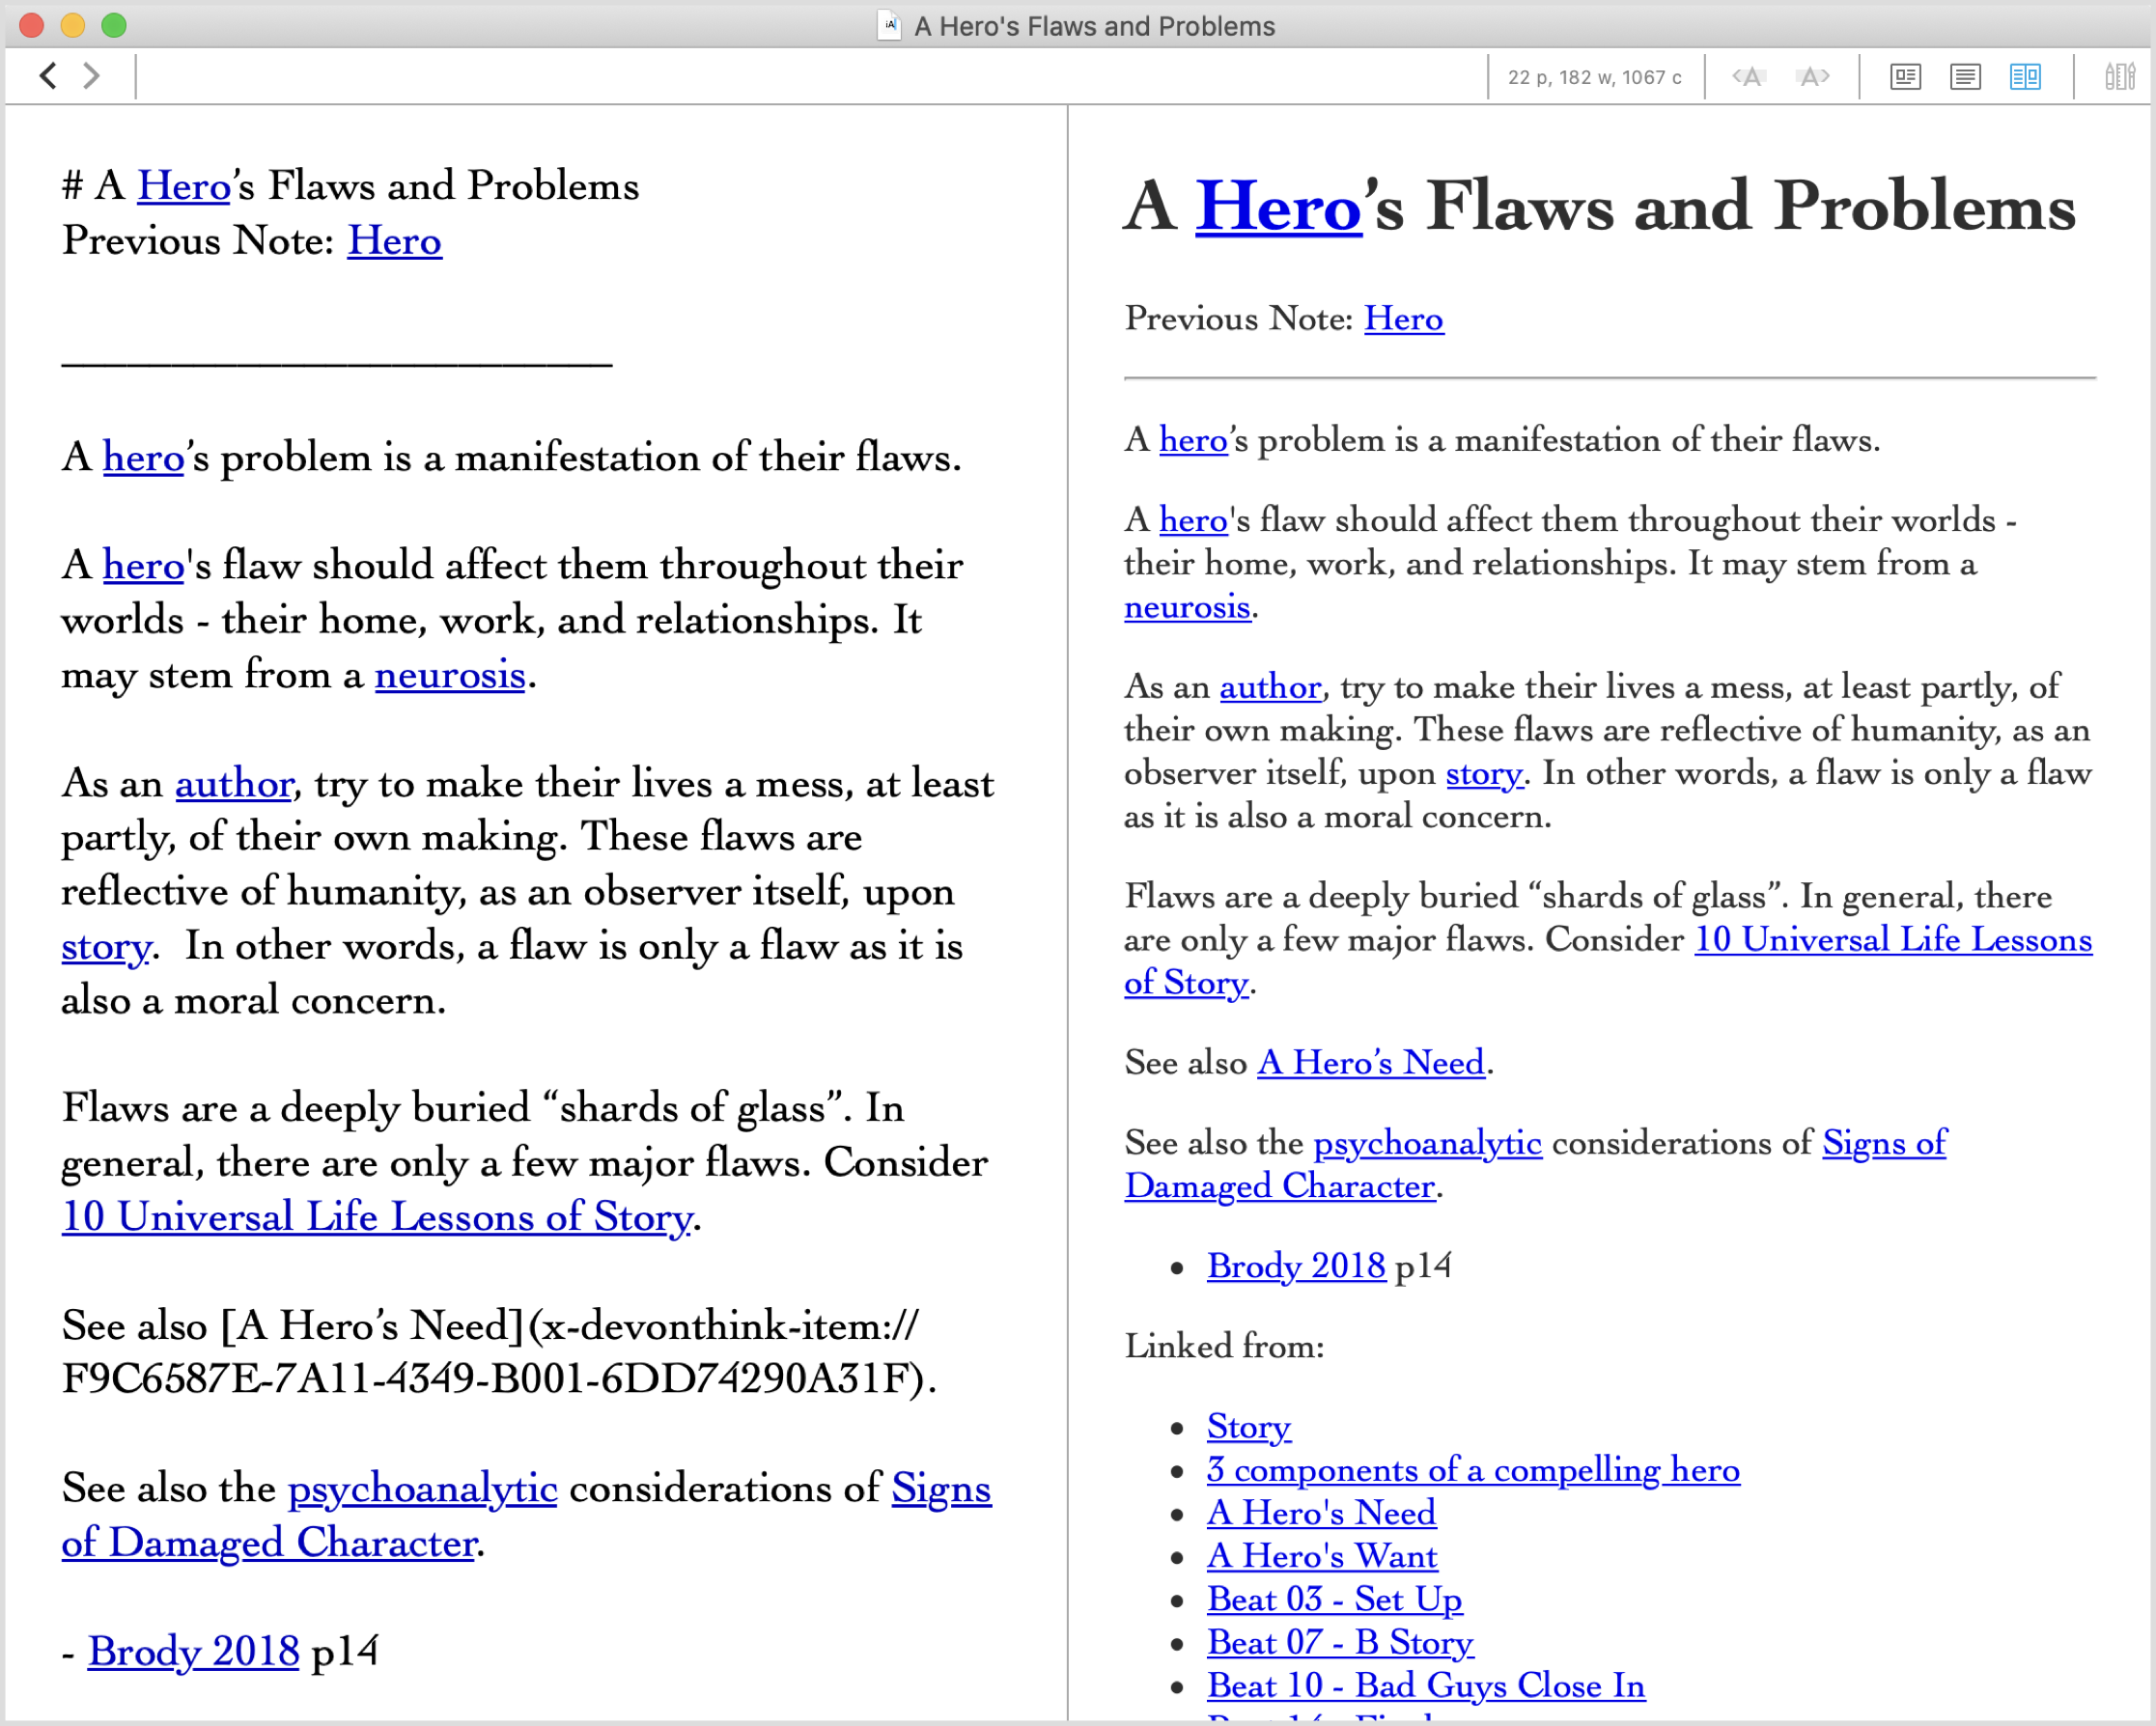 A Hero's Flaws and Problems
22 p, 182 w, 1067 c
# A Hero’s Flaws and Problems
Previous Note: Hero
_________________________
A hero’s problem is a manifestation of their flaws.
A hero's flaw should affect them throughout their
worlds - their home, work, and relationships. It
may stem from a neurosis.
As an author, try to make their lives a mess, at least
partly, of their own making. These flaws are
reflective of humanity, as an observer itself, upon
story.  In other words, a flaw is only a flaw as it is
also a moral concern.
Flaws are a deeply buried “shards of glass”. In
general, there are only a few major flaws. Consider
10 Universal Life Lessons of Story.
See also [A Hero’s Need](x-devonthink-item://
F9C6587E-7A11-4349-B001-6DD74290A31F).
See also the psychoanalytic considerations of Signs
of Damaged Character.
- Brody 2018 p14
A Hero’s Flaws and Problems
Previous Note: Hero
A hero’s problem is a manifestation of their flaws.
A hero's flaw should affect them throughout their worlds -
their home, work, and relationships. It may stem from a
neurosis.
As an author, try to make their lives a mess, at least partly, of
their own making. These flaws are reflective of humanity, as an
observer itself, upon story. In other words, a flaw is only a flaw
as it is also a moral concern.
Flaws are a deeply buried “shards of glass”. In general, there
are only a few major flaws. Consider 10 Universal Life Lessons
of Story.
See also A Hero’s Need.
See also the psychoanalytic considerations of Signs of
Damaged Character.
• Brody 2018 p14
Linked from:
• Story
• 3 components of a compelling hero
• A Hero's Need
• A Hero's Want
• Beat 03 - Set Up
• Beat 07 - B Story
• Beat 10 - Bad Guys Close In